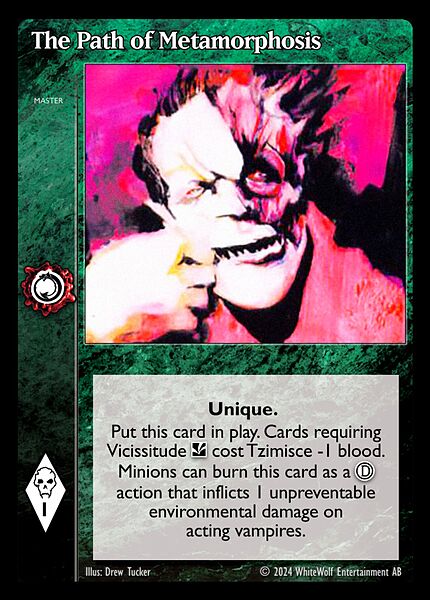 The Path of Metamorphosis
MASTER
1
Unique.
Put this card in play. Cards requiring
Vicissitude cost Tzimisce -1 blood.
Minions can burn this card as a D
action that inflicts 1 unpreventable
environmental damage on
acting vampires.
Illus: Drew Tucker © 2024 WhiteWolf Entertainment AB